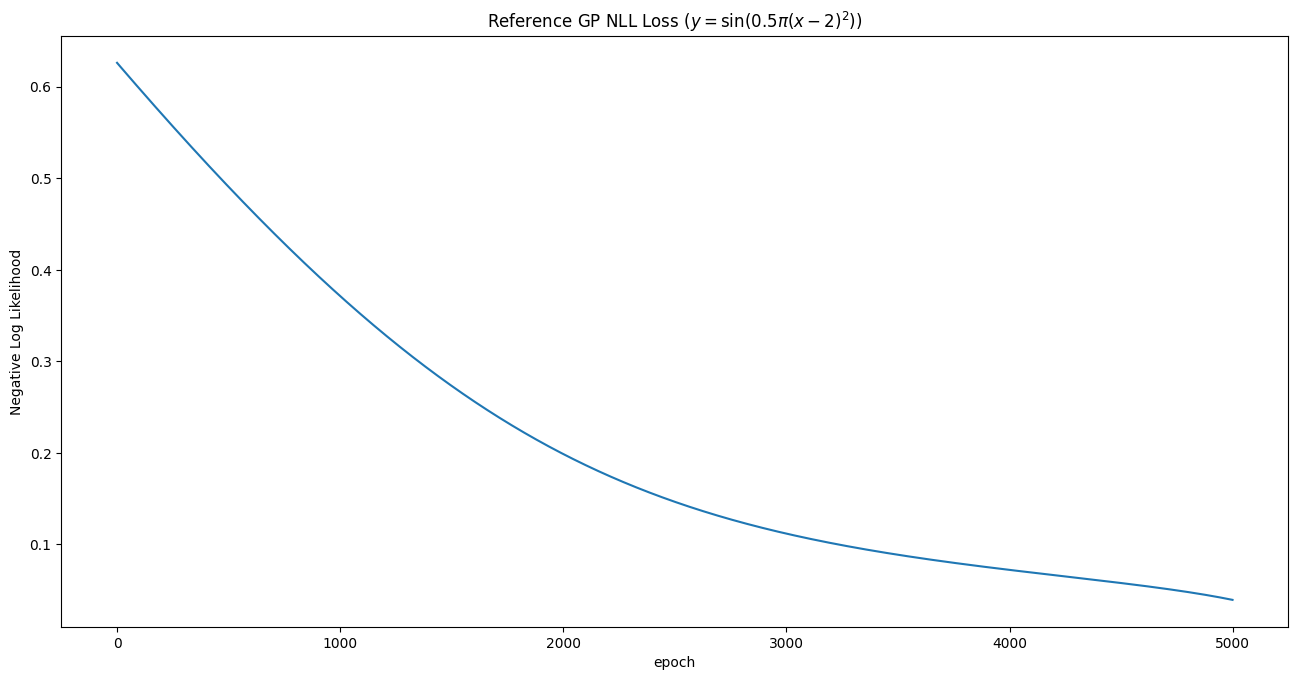 Reference GP NLL Loss (y = sin(0.5π(x − 2)²))
Negative Log Likelihood
0.6
0.5
0.4
0.3
0.2
0.1
0 1000 2000 3000 4000 5000
epoch